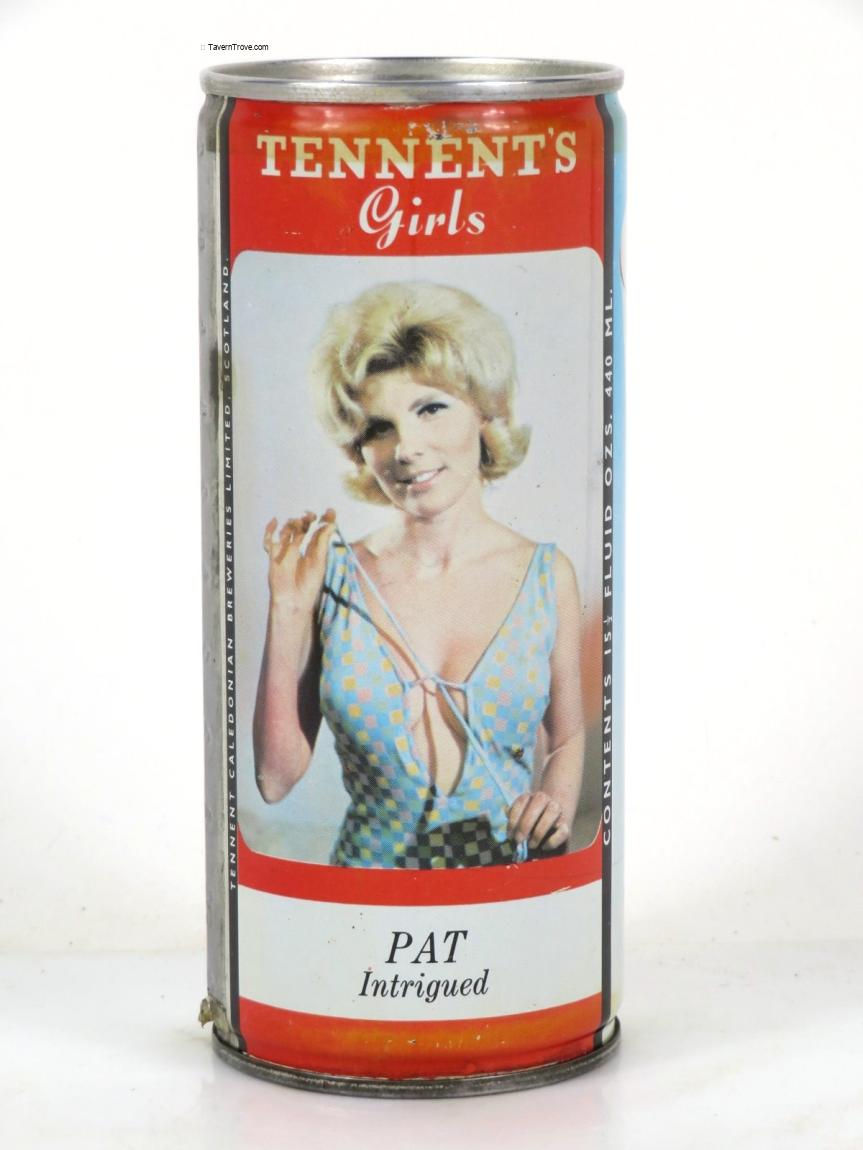 :: TavernTrove.com
TENNENT'S
Girls
TENNENT CALEDONIAN BREWERIES LIMITED, SCOTLAND.
CONTENTS 15½ FLUID OZS. 440 ML.
PAT
Intrigued